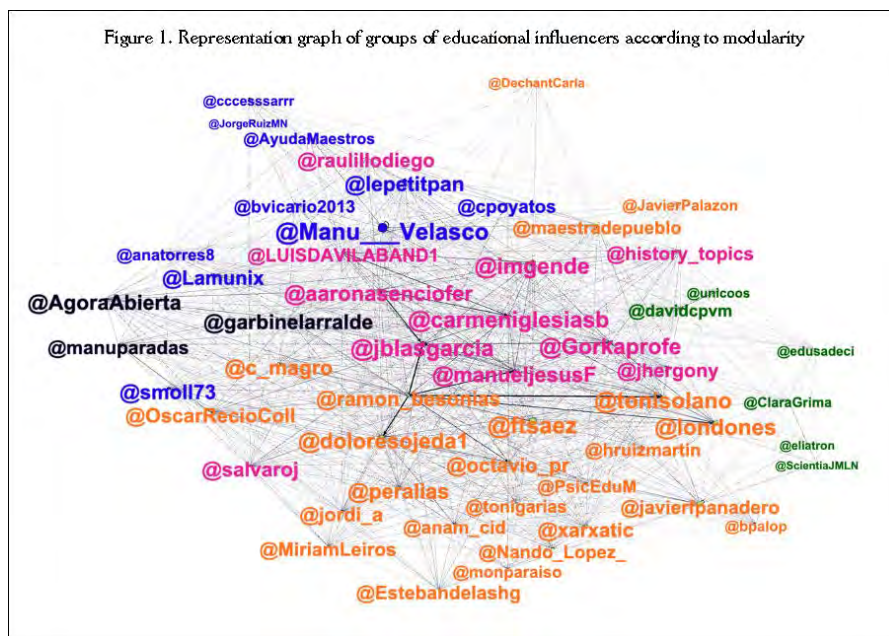 Figure 1. Representation graph of groups of educational influencers according to modularity
@DechantCarla
@cccesssarrr
@JorgeRuizMN
@AyudaMaestros
@raulillodiego
@lepetitpan
@bvicario2013
@cpoyatos
@JavierPalazon
@Manu___Velasco
@maestradepueblo
@anatorres8
@LUISDAVILABAND1
@history_topics
@Lamunix
@imgende
@unicoos
@AgoraAbierta
@aaronasenciofer
@davidcpvm
@garbinelarralde
@carmeniglesiasb
@manuparadas
@jblasgarcia
@Gorkaprofe
@edusadeci
@c_magro
@manueljesusF
@jhergony
@smoll73
@ramon_besonias
@tonisolano
@ClaraGrima
@OscarRecioColl
@ftsaez
@londones
@doloresojeda1
@hruizmartin
@eliatron
@salvaroj
@octavio_pr
@ScientiaJMLN
@peralias
@PsicEduM
@jordi_a
@tonigarias
@javierfpanadero
@anam_cid
@xarxatic
@bpalop
@MiriamLeiros
@Nando_Lopez_
@monparaiso
@Estebandelashg